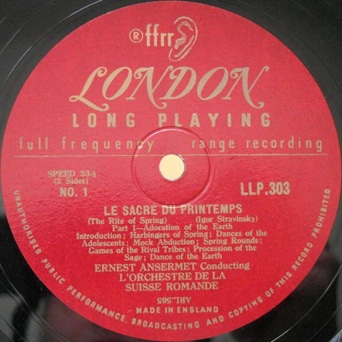 ®ffrr
LONDON
LONG PLAYING
full frequency range recording
SPEED 33⅓
(2 Sides)
NO. 1
LLP.303
LE SACRE DU PRINTEMPS
(The Rite of Spring) (Igor Stravinsky)
Part 1—Adoration of the Earth
Introduction; Harbingers of Spring; Dances of the
Adolescents; Mock Abduction; Spring Rounds;
Games of the Rival Tribes; Procession of the
Sage; Dance of the Earth
ERNEST ANSERMET Conducting
L'ORCHESTRE DE LA
SUISSE ROMANDE
ARL.565
MADE IN ENGLAND
UNAUTHORISED PUBLIC PERFORMANCE, BROADCASTING AND COPYING OF THIS RECORD PROHIBITED